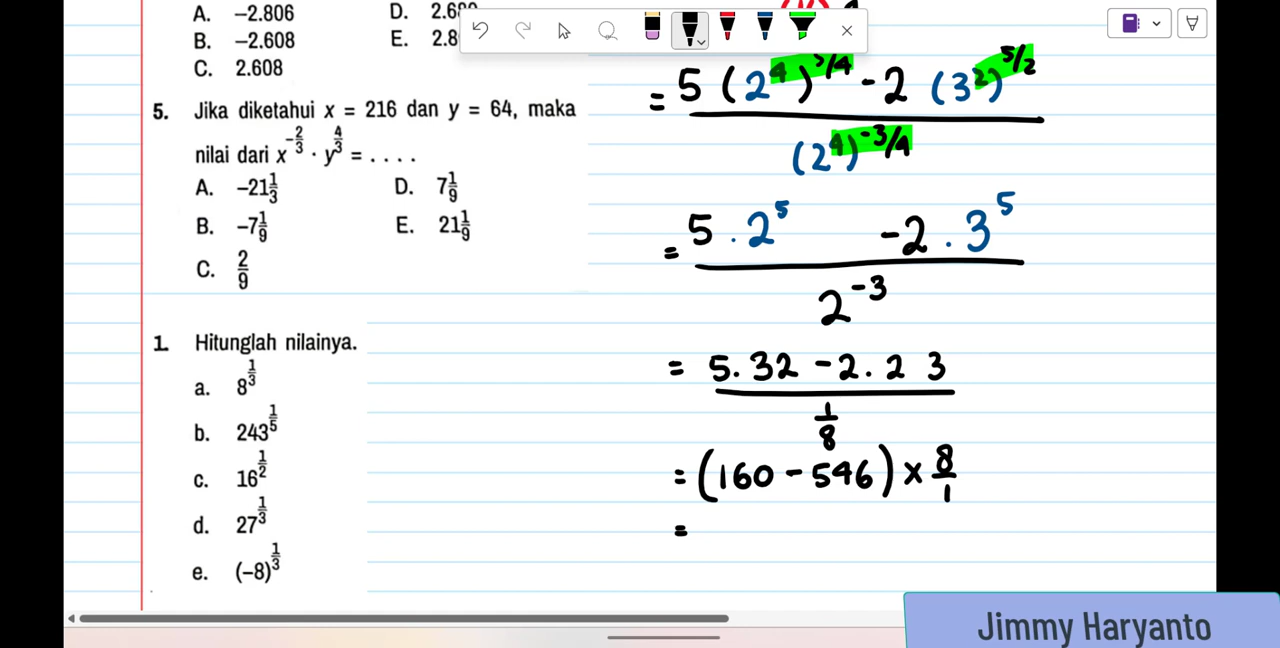 A. –2.806
B. –2.608
C. 2.608
D.
E.
5. Jika diketahui x = 216 dan y = 64, maka
nilai dari x^{-2/3} · y^{4/3} = . . . .
A. –21 1/3
B. –7 1/9
C. 2/9
D. 7 1/9
E. 21 1/9
1. Hitunglah nilainya.
a. 8^{1/3}
b. 243^{1/5}
c. 16^{1/2}
d. 27^{1/3}
e. (–8)^{1/3}
= 5 (2^4)^{5/4} - 2 (3^2)^{5/2}
(2^4)^{-3/4}
= 5 . 2^5 - 2 . 3^5
2^{-3}
= 5. 32 - 2. 2 3
1/8
= (160 - 546) × 8/1
=
Jimmy Haryanto